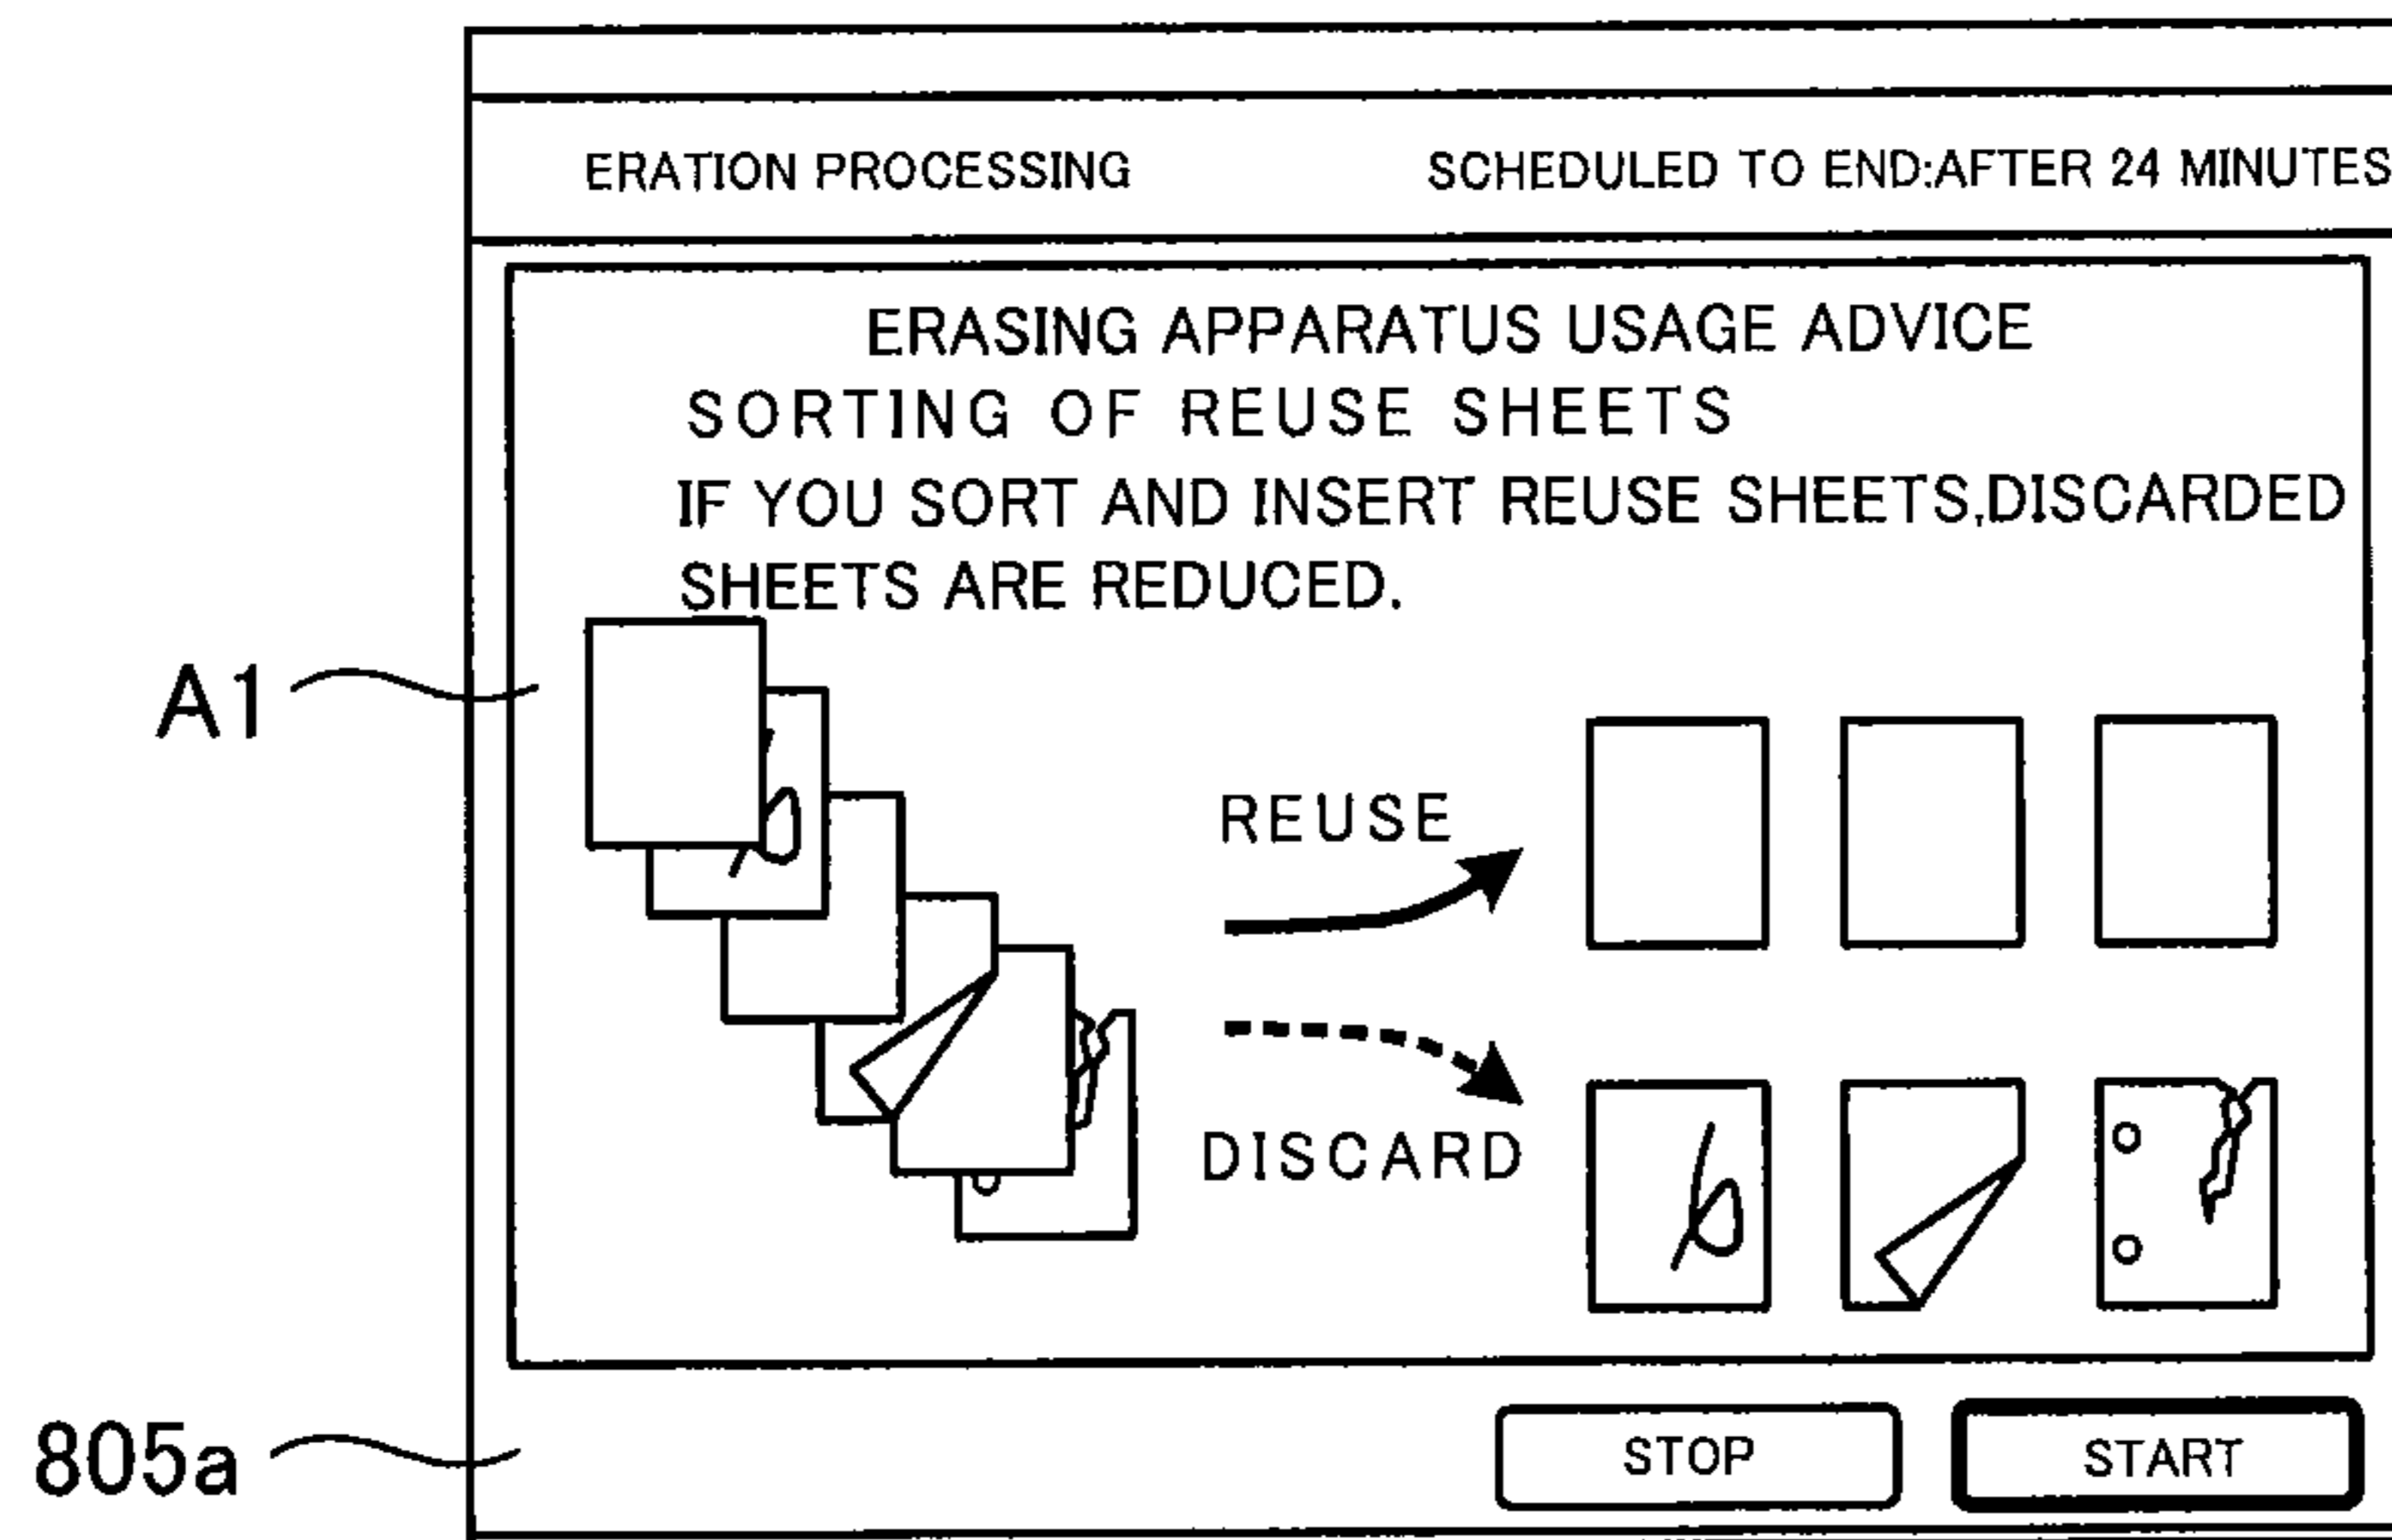 ERATION PROCESSING SCHEDULED TO END:AFTER 24 MINUTES
ERASING APPARATUS USAGE ADVICE
SORTING OF REUSE SHEETS
IF YOU SORT AND INSERT REUSE SHEETS,DISCARDED
SHEETS ARE REDUCED.
A1
REUSE
DISCARD
805a
STOP
START